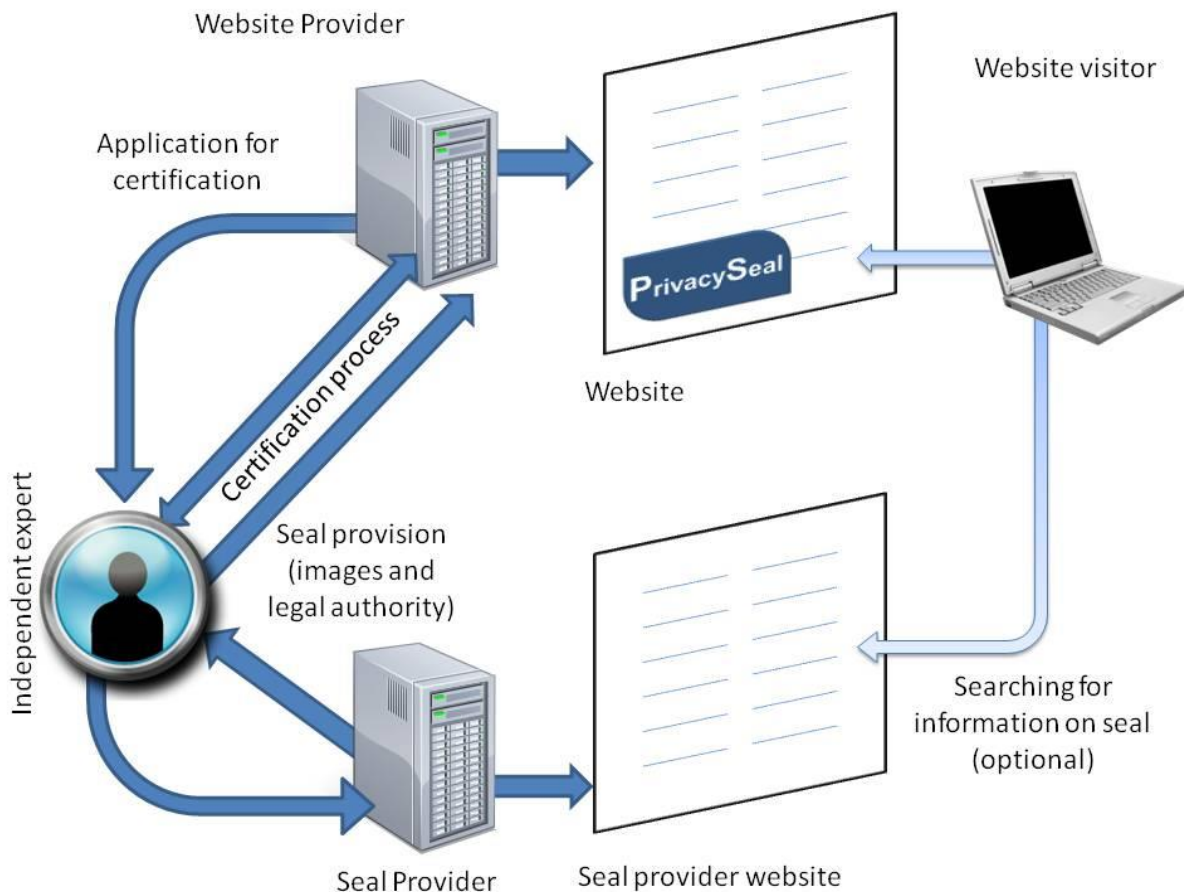 Website Provider
Website visitor
Application for
certification
PrivacySeal
Website
Certification process
Independent expert
Seal provision
(images and
legal authority)
Searching for
information on seal
(optional)
Seal Provider
Seal provider website